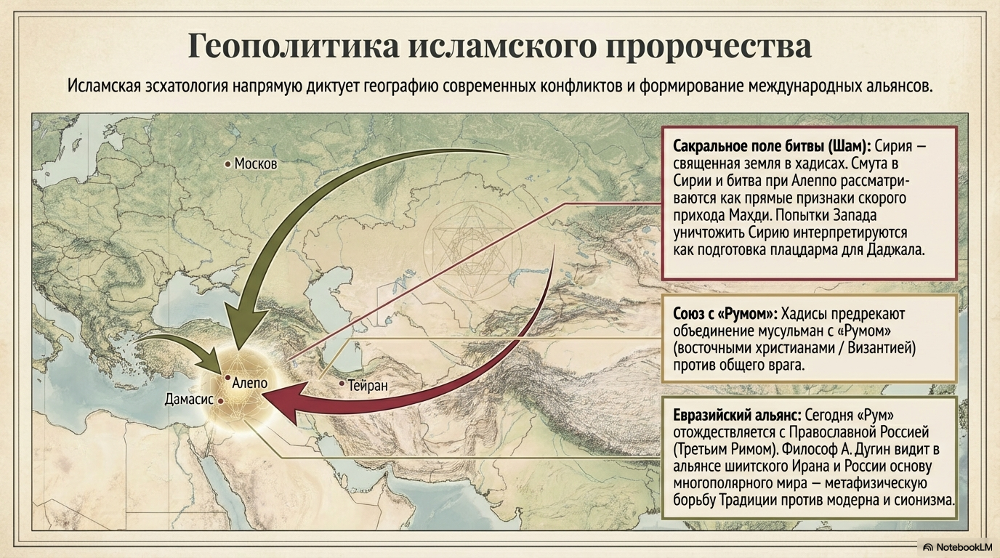 Геополитика исламского пророчества
Исламская эсхатология напрямую диктует географию современных конфликтов и формирование международных альянсов.
Москов
Алепо
Дамасис
Тейран
Сакральное поле битвы (Шам): Сирия —
священная земля в хадисах. Смута в
Сирии и битва при Алеппо рассматри-
ваются как прямые признаки скорого
прихода Махди. Попытки Запада
уничтожить Сирию интерпретируются
как подготовка плацдарма для Даджала.
Союз с «Румом»: Хадисы предрекают
объединение мусульман с «Румом»
(восточными христианами / Византией)
против общего врага.
Евразийский альянс: Сегодня «Рум»
отождествляется с Православной Россией
(Третьим Римом). Философ А. Дугин видит в
альянсе шиитского Ирана и России основу
многополярного мира — метафизическую
борьбу Традиции против модерна и сионизма.
NotebookLM